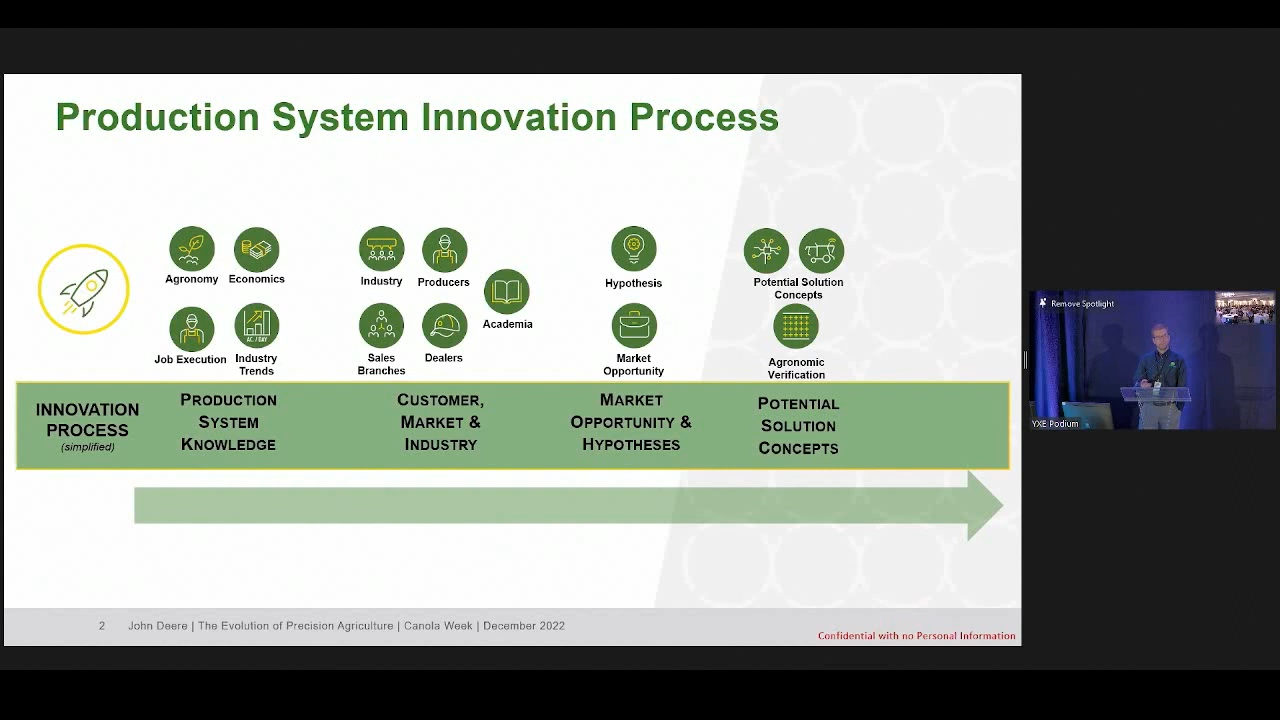 Production System Innovation Process
Agronomy
Economics
Job Execution
Industry
Trends
AC. / DAY
Industry
Producers
Academia
Sales
Branches
Dealers
Hypothesis
Market
Opportunity
Potential Solution
Concepts
Agronomic
Verification
INNOVATION
PROCESS
(simplified)
PRODUCTION
SYSTEM
KNOWLEDGE
CUSTOMER,
MARKET &
INDUSTRY
MARKET
OPPORTUNITY &
HYPOTHESES
POTENTIAL
SOLUTION
CONCEPTS
2 John Deere | The Evolution of Precision Agriculture | Canola Week | December 2022
Confidential with no Personal Information
Remove Spotlight
YXE Podium